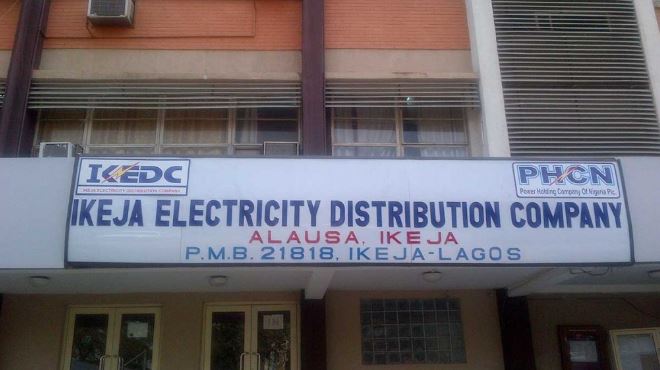 IKEDC
IKEJA ELECTRICITY DISTRIBUTION COMPANY
PHCN
Power Holding Company Of Nigeria Plc.
IKEJA ELECTRICITY DISTRIBUTION COMPANY
ALAUSA, IKEJA
P.M.B. 21818, IKEJA-LAGOS
IN